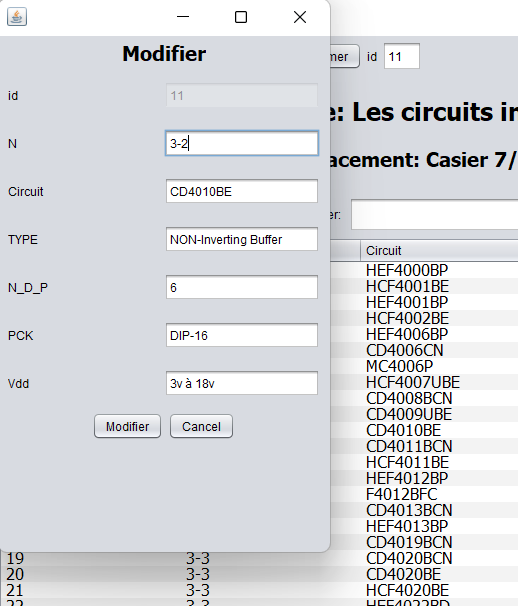 Modifier
id 11
N 3-2
Circuit CD4010BE
TYPE NON-Inverting Buffer
N_D_P 6
PCK DIP-16
Vdd 3v à 18v
Modifier Cancel
mer id 11
e: Les circuits in
acement: Casier 7/
er:
Circuit
HEF4000BP
HCF4001BE
HEF4001BP
HCF4002BE
HEF4006BP
CD4006CN
MC4006P
HCF4007UBE
CD4008BCN
CD4009UBE
CD4010BE
CD4011BCN
HCF4011BE
HEF4012BP
F4012BFC
CD4013BCN
HEF4013BP
CD4019BCN
19 3-3 CD4020BCN
20 3-3 CD4020BE
21 3-3 HCF4020BE
22 3-3 HEF4022BP